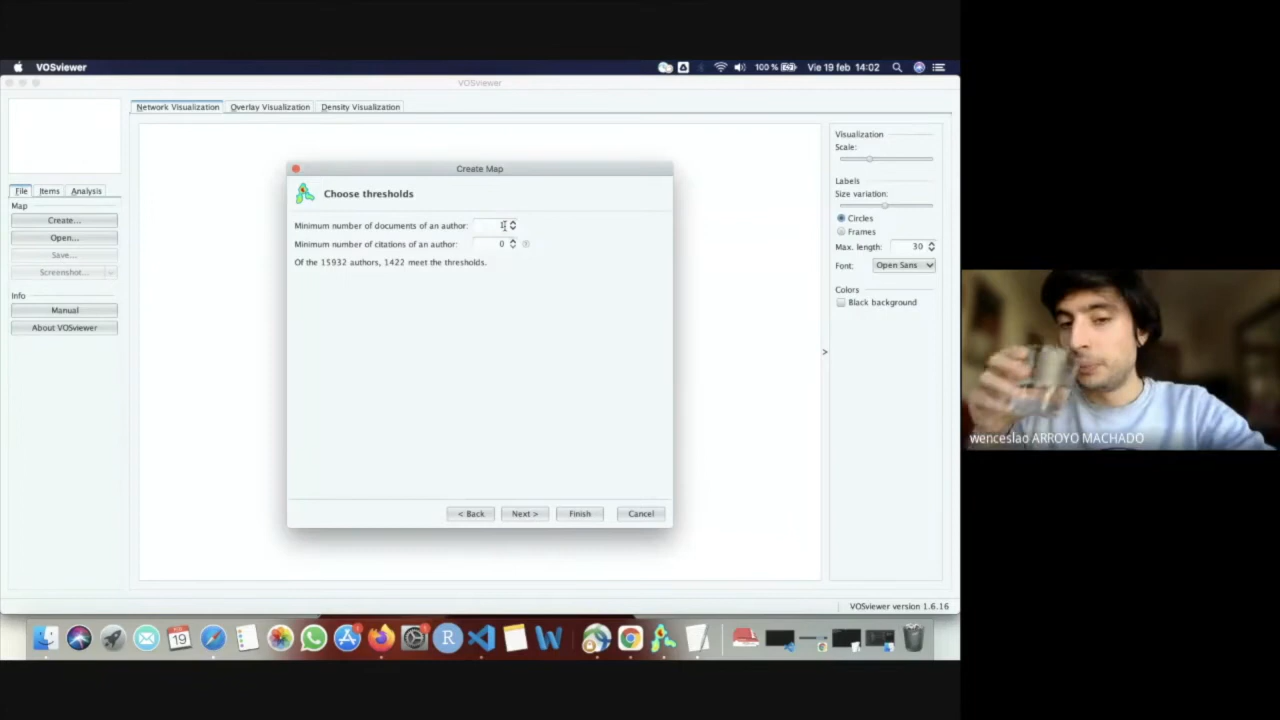 VOSviewer
100 %
Vie 19 feb 14:02
VOSviewer
Network Visualization
Overlay Visualization
Density Visualization
File
Items
Analysis
Map
Create...
Open...
Save...
Screenshot...
Info
Manual
About VOSviewer
Create Map
Choose thresholds
Minimum number of documents of an author:
Minimum number of citations of an author: 0
Of the 15932 authors, 1422 meet the thresholds.
< Back
Next >
Finish
Cancel
Visualization
Scale:
Labels
Size variation:
Circles
Frames
Max. length: 30
Font: Open Sans
Colors
Black background
>
VOSviewer version 1.6.16
19
R
W
wenceslao ARROYO MACHADO